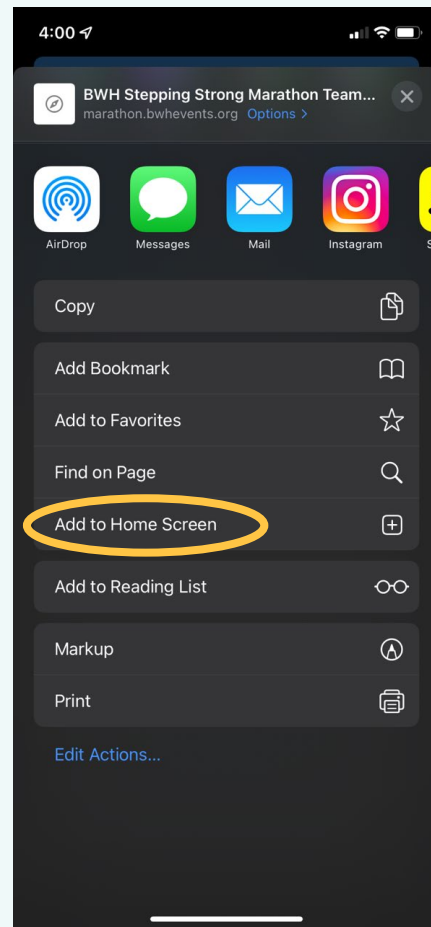 4:00
BWH Stepping Strong Marathon Team...
marathon.bwhevents.org Options >
AirDrop Messages Mail Instagram S
Copy
Add Bookmark
Add to Favorites
Find on Page
Add to Home Screen
Add to Reading List
Markup
Print
Edit Actions...